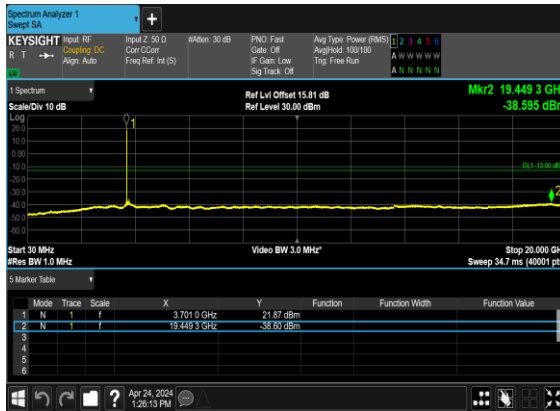 Spectrum Analyzer 1
Swept SA
+
KEYSIGHT Input: RF Input Z: 50 Ω #Atten: 30 dB PNO: Fast Avg Type: Power (RMS) 1 2 3 4 5 6
R T Coupling: DC Corr CCorr Gate: Off Avg|Hold: 100/100 A W W W W W
Align: Auto Freq Ref: Int (S) IF Gain: Low Trig: Free Run
Sig Track: Off A N N N N N
1 Spectrum
Ref Lvl Offset 15.81 dB Mkr2 19.449 3 GH
Scale/Div 10 dB Ref Level 30.00 dBm -38.595 dBr
Log
20.0
10.0
0.00
-10.0
-20.0
-30.0
-40.0
-50.0
-60.0
1
DL1 -13.00 dB
2
Start 30 MHz Video BW 3.0 MHz* Stop 20.000 GH
#Res BW 1.0 MHz Sweep 34.7 ms (40001 pt
5 Marker Table
Mode Trace Scale X Y Function Function Width Function Value
1 N 1 f 3.701 0 GHz 21.87 dBm
2 N 1 f 19.449 3 GHz -38.60 dBm
3
4
5
6
? Apr 24, 2024
1:26:13 PM